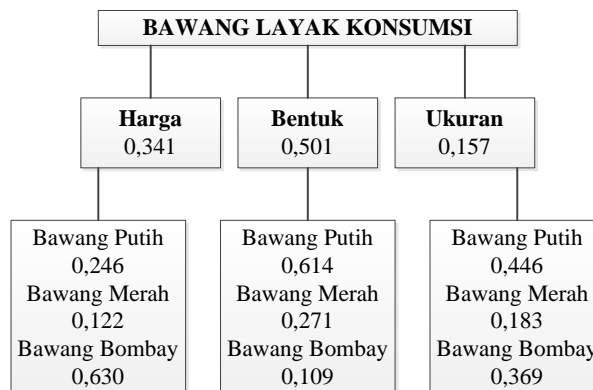 BAWANG LAYAK KONSUMSI
Harga
0,341
Bentuk
0,501
Ukuran
0,157
Bawang Putih
0,246
Bawang Merah
0,122
Bawang Bombay
0,630
Bawang Putih
0,614
Bawang Merah
0,271
Bawang Bombay
0,109
Bawang Putih
0,446
Bawang Merah
0,183
Bawang Bombay
0,369